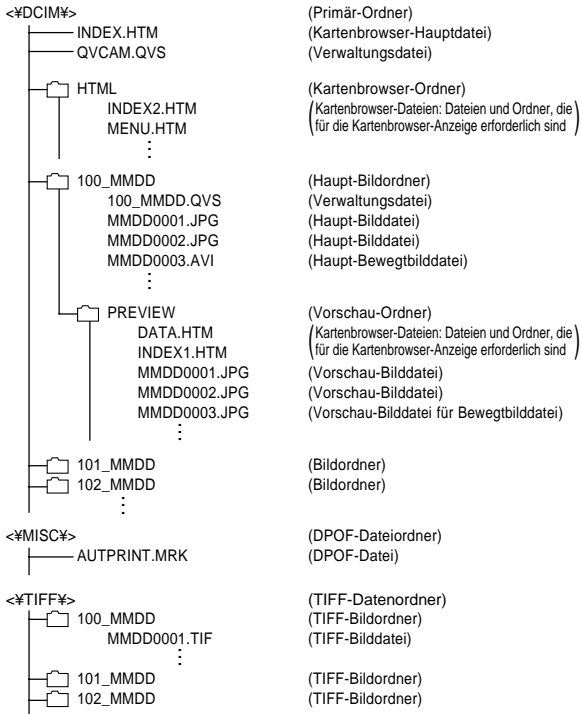 <¥DCIM¥> (Primär-Ordner)
INDEX.HTM (Kartenbrowser-Hauptdatei)
QVCAM.QVS (Verwaltungsdatei)
HTML (Kartenbrowser-Ordner)
INDEX2.HTM (Kartenbrowser-Dateien: Dateien und Ordner, die
MENU.HTM für die Kartenbrowser-Anzeige erforderlich sind)
100_MMDD (Haupt-Bildordner)
100_MMDD.QVS (Verwaltungsdatei)
MMDD0001.JPG (Haupt-Bilddatei)
MMDD0002.JPG (Haupt-Bilddatei)
MMDD0003.AVI (Haupt-Bewegtbilddatei)
PREVIEW (Vorschau-Ordner)
DATA.HTM (Kartenbrowser-Dateien: Dateien und Ordner, die
INDEX1.HTM für die Kartenbrowser-Anzeige erforderlich sind)
MMDD0001.JPG (Vorschau-Bilddatei)
MMDD0002.JPG (Vorschau-Bilddatei)
MMDD0003.JPG (Vorschau-Bilddatei für Bewegtbilddatei)
101_MMDD (Bildordner)
102_MMDD (Bildordner)
<¥MISC¥> (DPOF-Dateiordner)
AUTPRINT.MRK (DPOF-Datei)
<¥TIFF¥> (TIFF-Datenordner)
100_MMDD (TIFF-Bildordner)
MMDD0001.TIF (TIFF-Bilddatei)
101_MMDD (TIFF-Bildordner)
102_MMDD (TIFF-Bildordner)